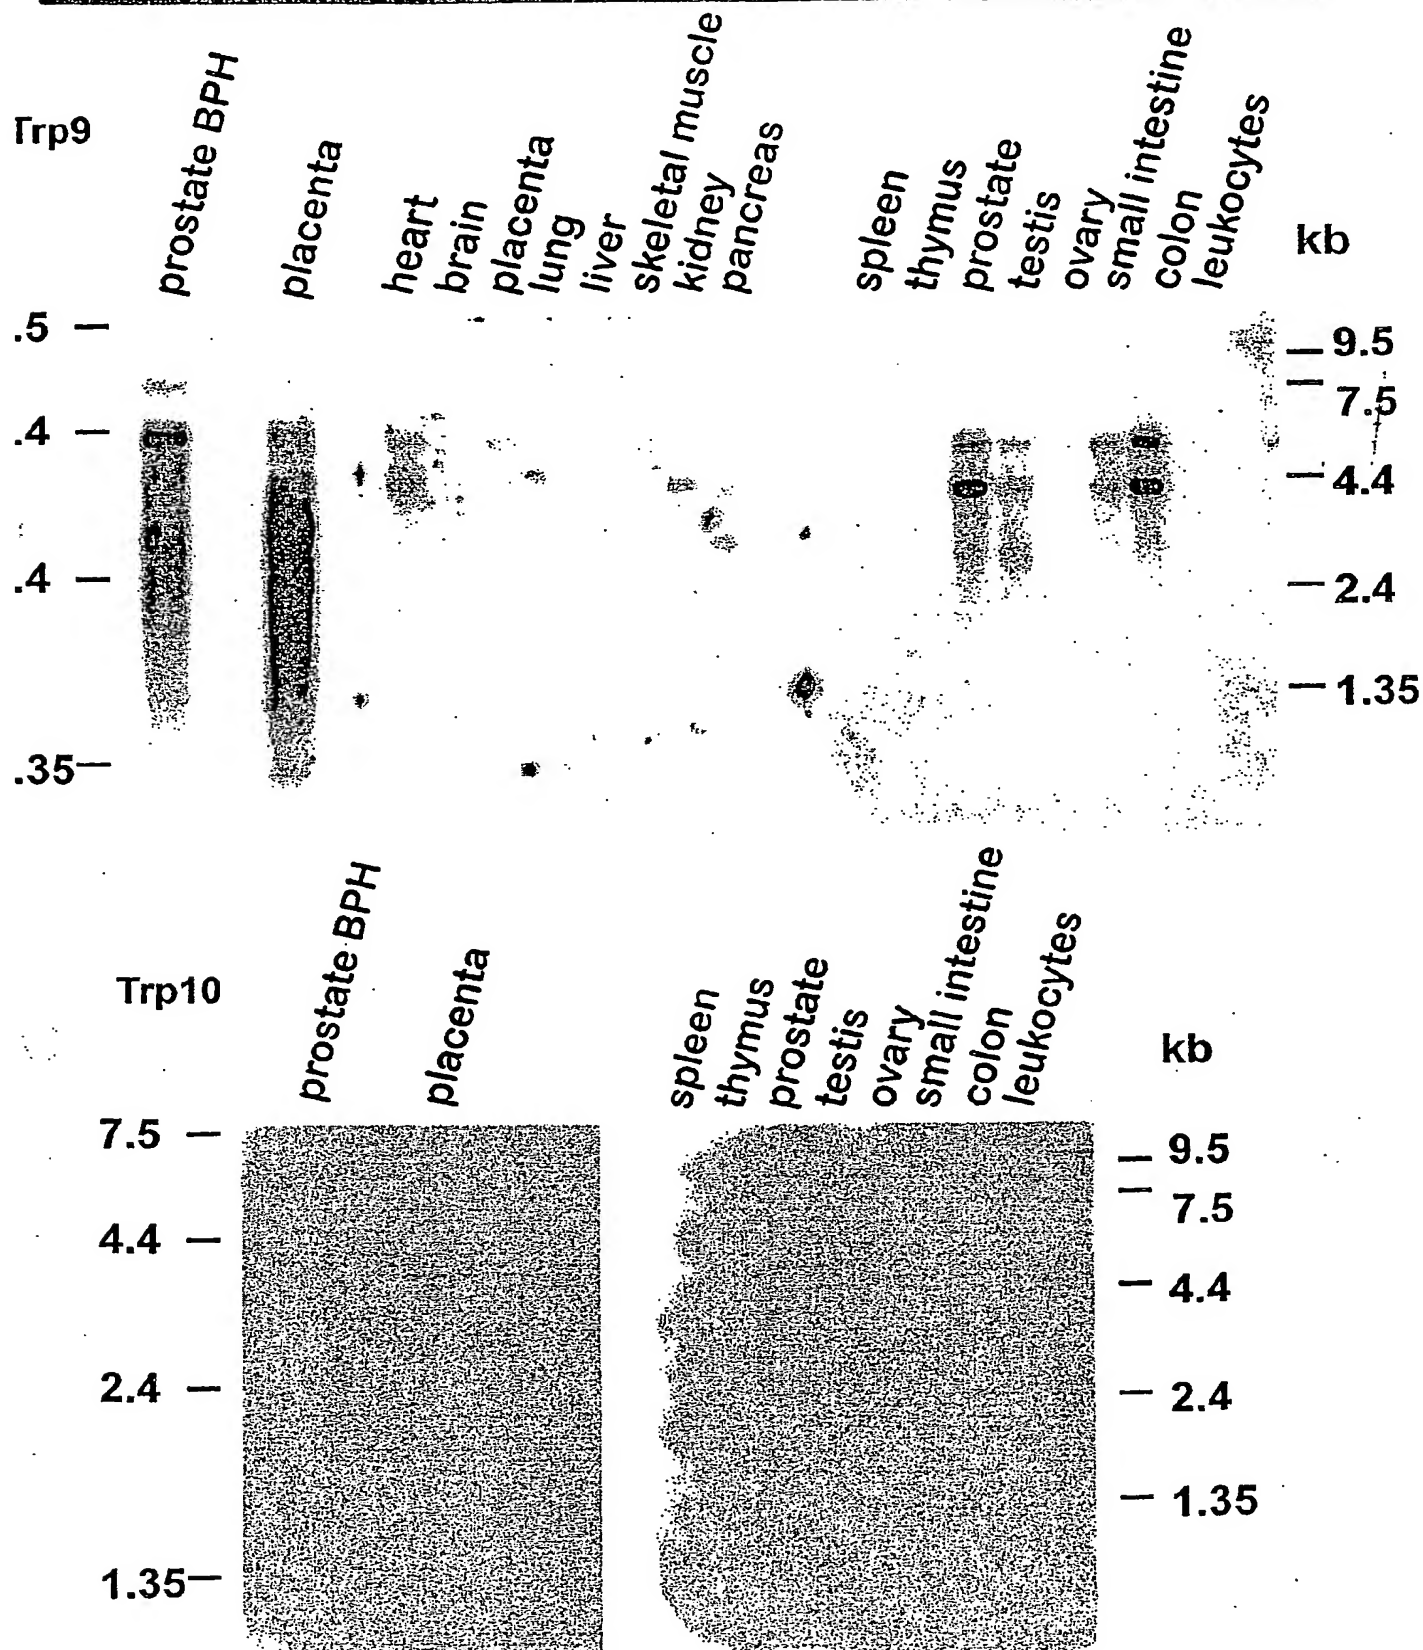 Trp9
prostate BPH
placenta
heart
brain
placenta
lung
liver
skeletal muscle
kidney
pancreas
spleen
thymus
prostate
testis
ovary
small intestine
colon
leukocytes
kb
.5
.4
.4
.35
9.5
7.5
4.4
2.4
1.35
Trp10
prostate BPH
placenta
spleen
thymus
prostate
testis
ovary
small intestine
colon
leukocytes
kb
7.5
4.4
2.4
1.35
9.5
7.5
4.4
2.4
1.35